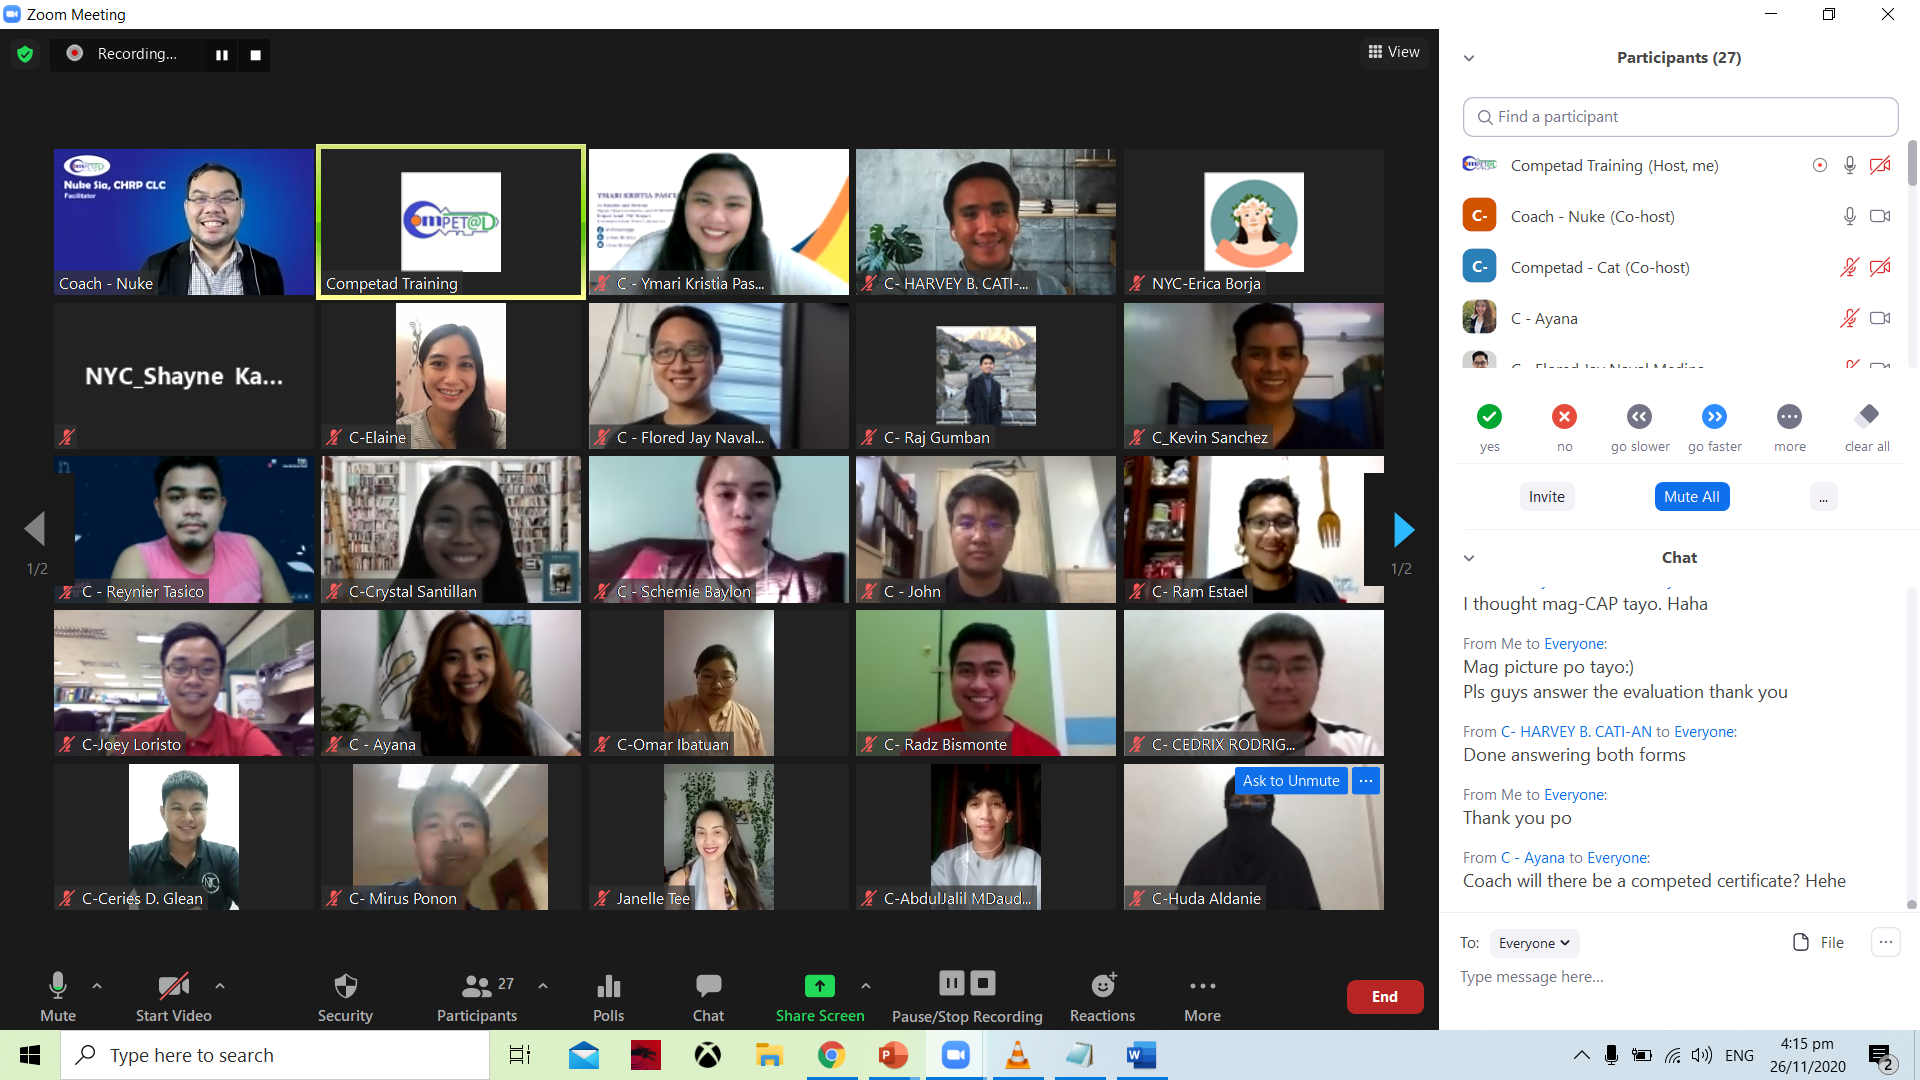 Zoom Meeting
Recording...
View
Nuke Sia, CHRP CLC
Facilitator
Coach - Nuke
ompET@D
Competad Training
YMARI KRISTIA PASC
C - Ymari Kristia Pas...
C- HARVEY B. CATI-...
NYC-Erica Borja
NYC_Shayne Ka...
C-Elaine
C - Flored Jay Naval...
C- Raj Gumban
C_Kevin Sanchez
C - Reynier Tasico
C-Crystal Santillan
C - Schemie Baylon
C - John
C- Ram Estael
1/2
1/2
C-Joey Loristo
C - Ayana
C-Omar Ibatuan
C- Radz Bismonte
C- CEDRIX RODRIG...
Ask to Unmute
C-Ceries D. Glean
C- Mirus Ponon
Janelle Tee
C-AbdulJalil MDaud...
C-Huda Aldanie
Mute
Start Video
Security
27
Participants
Polls
Chat
Share Screen
Pause/Stop Recording
Reactions
More
End
Participants (27)
Find a participant
Competad Training (Host, me)
C- Coach - Nuke (Co-host)
C- Competad - Cat (Co-host)
C - Ayana
C - Flored Jay Naval Medina
yes
no
go slower
go faster
more
clear all
Invite
Mute All
...
Chat
I thought mag-CAP tayo. Haha
From Me to Everyone:
Mag picture po tayo:)
Pls guys answer the evaluation thank you
From C- HARVEY B. CATI-AN to Everyone:
Done answering both forms
From Me to Everyone:
Thank you po
From C - Ayana to Everyone:
Coach will there be a competed certificate? Hehe
To: Everyone
File
Type message here...
Type here to search
ENG
4:15 pm
26/11/2020
2